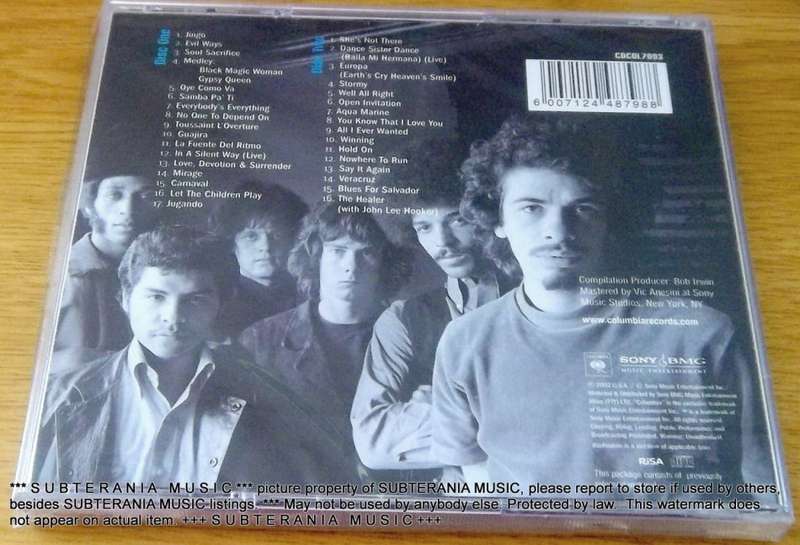 Disc One
1. Jingo
2. Evil Ways
3. Soul Sacrifice
4. Medley:
Black Magic Woman
Gypsy Queen
5. Oye Como Va
6. Samba Pa' Ti
7. Everybody's Everything
8. No One To Depend On
9. Toussaint L'Overture
10. Guajira
11. La Fuente Del Ritmo
12. In A Silent Way (Live)
13. Love, Devotion & Surrender
14. Mirage
15. Carnaval
16. Let The Children Play
17. Jugando
Disc Two
1. She's Not There
2. Dance Sister Dance
(Baila Mi Hermana) (Live)
3. Europa
(Earth's Cry Heaven's Smile)
4. Stormy
5. Well All Right
6. Open Invitation
7. Aqua Marine
8. You Know That I Love You
9. All I Ever Wanted
10. Winning
11. Hold On
12. Nowhere To Run
13. Say It Again
14. Veracruz
15. Blues For Salvador
16. The Healer
(with John Lee Hooker)
CDCOL7093
6 007124 487988
Compilation Producer: Bob Irwin
Mastered by Vic Anesini at Sony
Music Studios, New York, NY
www.columbiarecords.com
SONY BMG
MUSIC ENTERTAINMENT
Sony Music Entertainment Inc.
RiSA
This package consists of previously
*** S U B T E R A N I A   M U S I C *** picture property of SUBTERANIA MUSIC, please report to store if used by others,
besides SUBTERANIA MUSIC listings. *** May not be used by anybody else. Protected by law. This watermark does
not appear on actual item. +++ S U B T E R A N I A   M U S I C +++